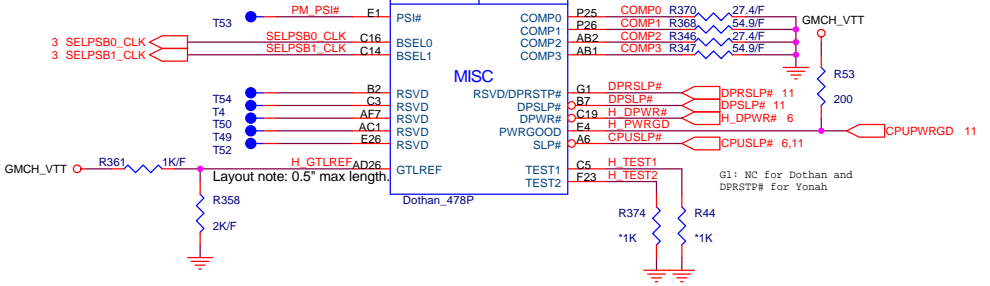 T53 PM_PSI# E1 PSI# COMP0 P25 COMP0 R370 27.4/F
COMP1 P26 COMP1 R368 54.9/F GMCH_VTT
3 SELPSB0_CLK SELPSB0_CLK C16 BSEL0 COMP2 AB2 COMP2 R346 27.4/F
3 SELPSB1_CLK SELPSB1_CLK C14 BSEL1 COMP3 AB1 COMP3 R347 54.9/F
MISC
R53
200
T54 B2 RSVD RSVD/DPRSTP# G1 DPRSLP# DPRSLP# 11
T4 C3 RSVD DPSLP# B7 DPSLP# DPSLP# 11
T50 AF7 RSVD DPWR# C19 H_DPWR# H_DPWR# 6
T49 AC1 RSVD PWRGOOD E4 H_PWRGD CPUPWRGD 11
T52 E26 RSVD SLP# A6 CPUSLP# CPUSLP# 6,11
GMCH_VTT R361 1K/F H_GTLREF AD26 GTLREF TEST1 C5 H_TEST1
TEST2 F23 H_TEST2
Layout note: 0.5" max length.
G1: NC for Dothan and
DPRSTP# for Yonah
Dothan_478P
R358
2K/F
R374
*1K
R44
*1K